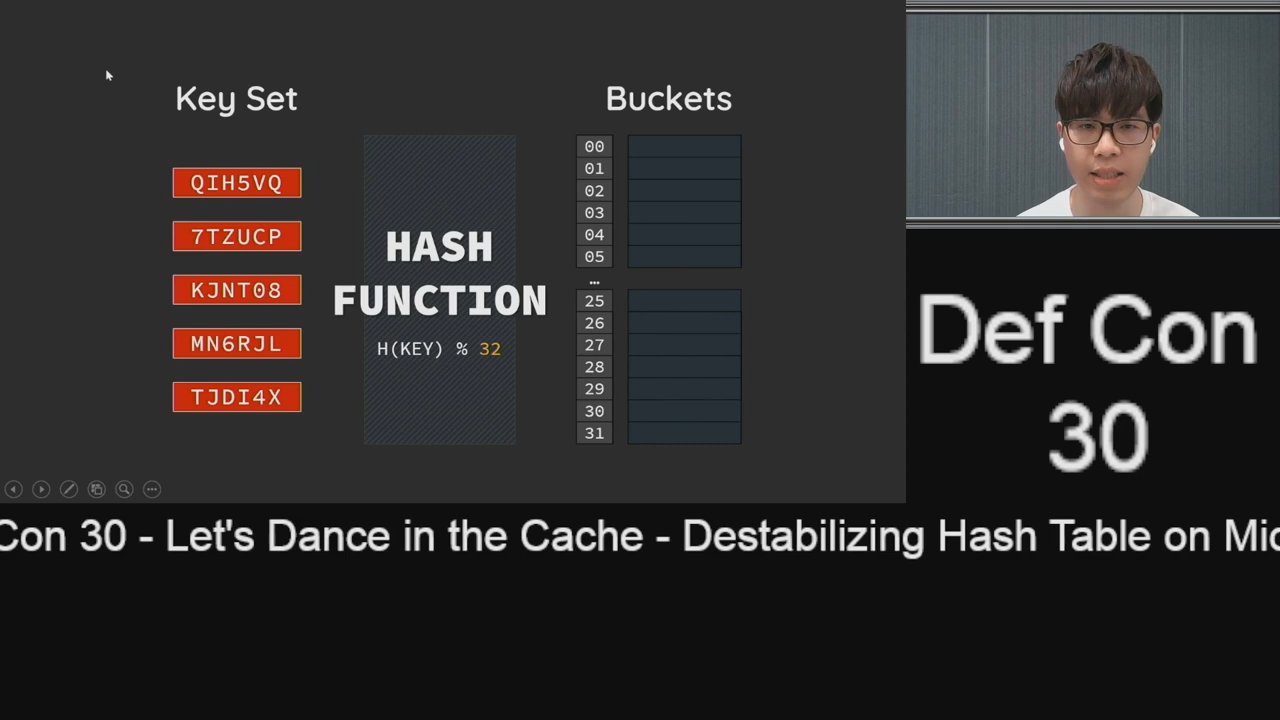 Key Set
QIH5VQ
7TZUCP
KJNT08
MN6RJL
TJDI4X
HASH
FUNCTION
H(KEY) % 32
Buckets
00
01
02
03
04
05
…
25
26
27
28
29
30
31
Def Con
30
Con 30 - Let's Dance in the Cache - Destabilizing Hash Table on Mic